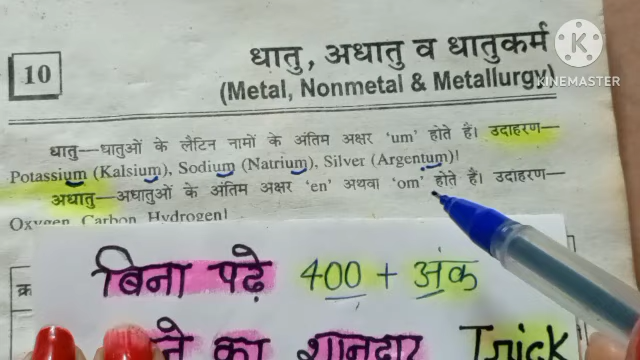 10
धातु, अधातु व धातुकर्म
(Metal, Nonmetal & Metallurgy)
KINEMASTER
धातु—धातुओं के लैटिन नामों के अंतिम अक्षर 'um' होते हैं। उदाहरण—
Potassium (Kalsium), Sodium (Natrium), Silver (Argentum)!
अधातु—अधातुओं के अंतिम अक्षर 'en' अथवा 'om' होते हैं। उदाहरण—
Oxygen, Carbon, Hydrogen!
बिना पढ़े 400 + अंक
का शानदार Trick